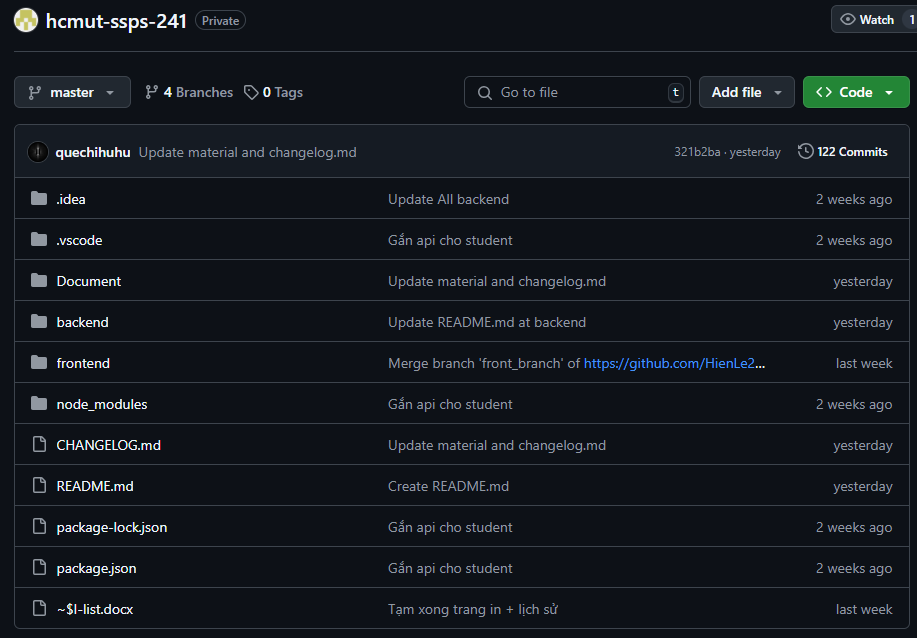 hcmut-ssps-241 Private Watch 1
master 4 Branches 0 Tags Go to file t Add file Code
quechihuhu Update material and changelog.md 321b2ba · yesterday 122 Commits
.idea Update All backend 2 weeks ago
.vscode Gắn api cho student 2 weeks ago
Document Update material and changelog.md yesterday
backend Update README.md at backend yesterday
frontend Merge branch 'front_branch' of https://github.com/HienLe2... last week
node_modules Gắn api cho student 2 weeks ago
CHANGELOG.md Update material and changelog.md yesterday
README.md Create README.md yesterday
package-lock.json Gắn api cho student 2 weeks ago
package.json Gắn api cho student 2 weeks ago
~$I-list.docx Tạm xong trang in + lịch sử last week